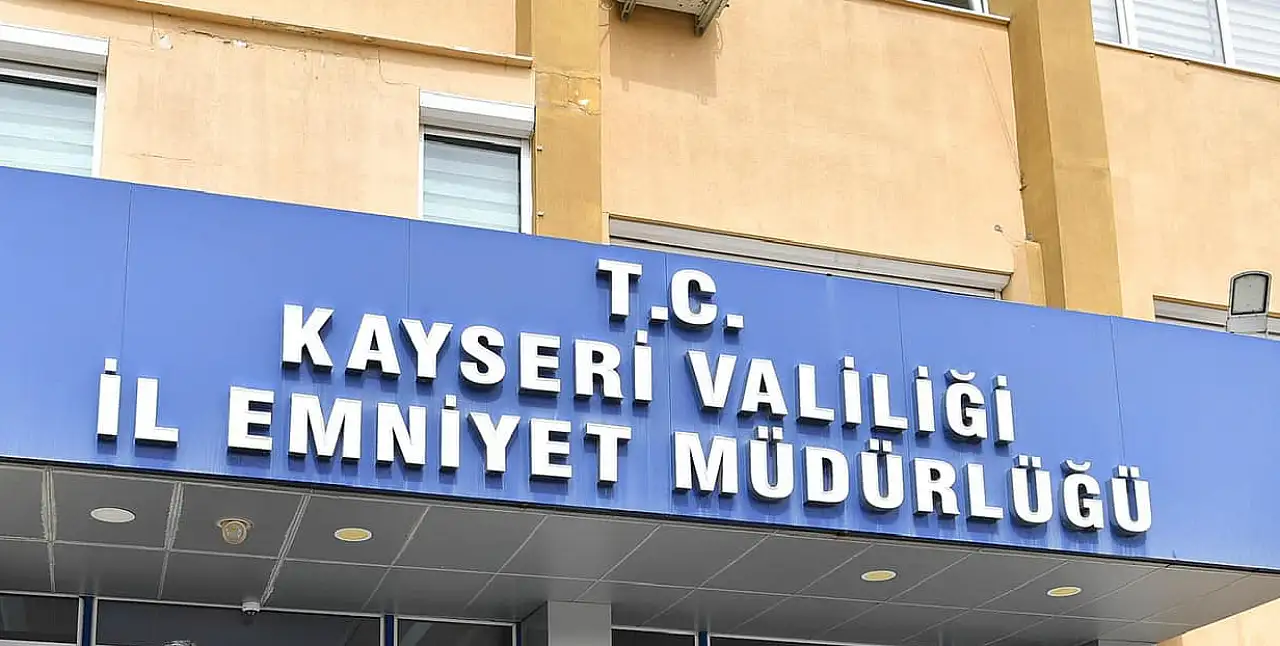 T.C.
KAYSERİ VALİLİĞİ
İL EMNİYET MÜDÜRLÜĞÜ